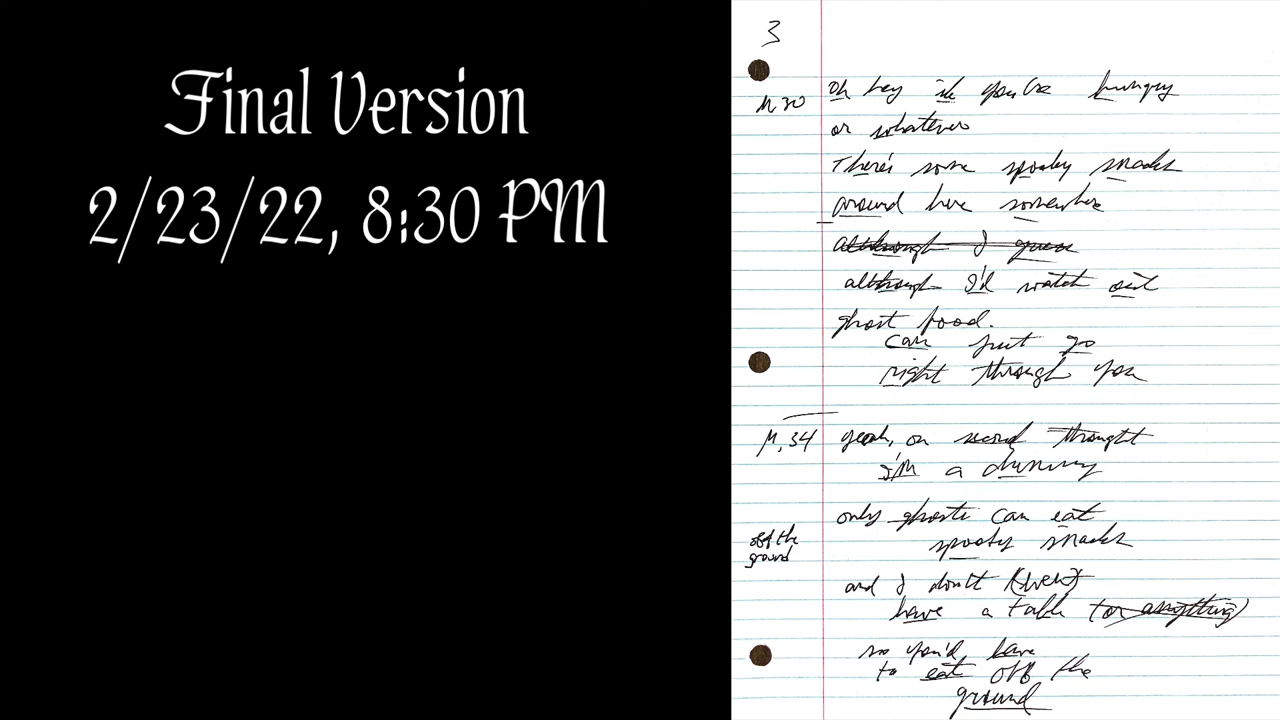 Final Version
2/23/22, 8:30 PM
3
M 30
oh hey if you're hungry
or whatever
There's some spooky snacks
around here somewhere
although I guess
although I'd watch out
ghost food.
can just go
right through you
M. 34
yeah, on second thought
I'm a dummy
only ghosts can eat
spooky snacks
off the
ground
and I don't (even)
have a table (or anything)
so you'd have
to eat off the
ground